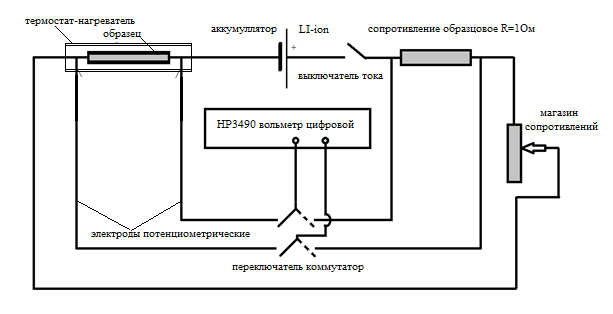 термостат-нагреватель
образец
аккумуллятор
LI-ion
+
сопротивление образцовое R=1Ом
выключатель тока
магазин
сопротивлений
HP3490 вольметр цифровой
электроды потенциометрические
переключатель коммутатор